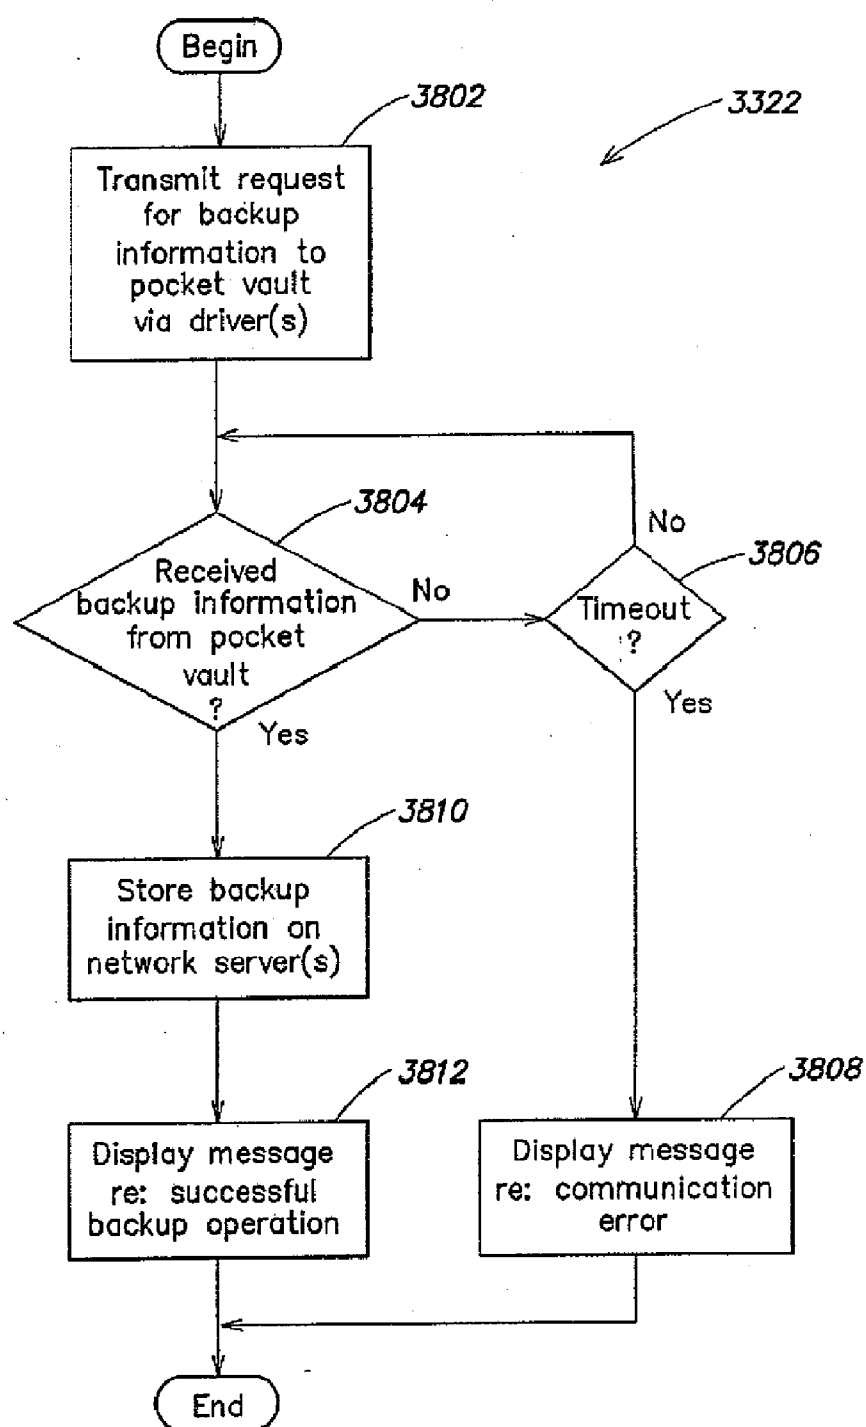 Begin
3802
3322
Transmit request
for backup
information to
pocket vault
via driver(s)
3804
No
3806
Received
backup information
from pocket
vault
?
No
Timeout
?
Yes
Yes
3810
Store backup
information on
network server(s)
3812
3808
Display message
re: successful
backup operation
Display message
re: communication
error
End